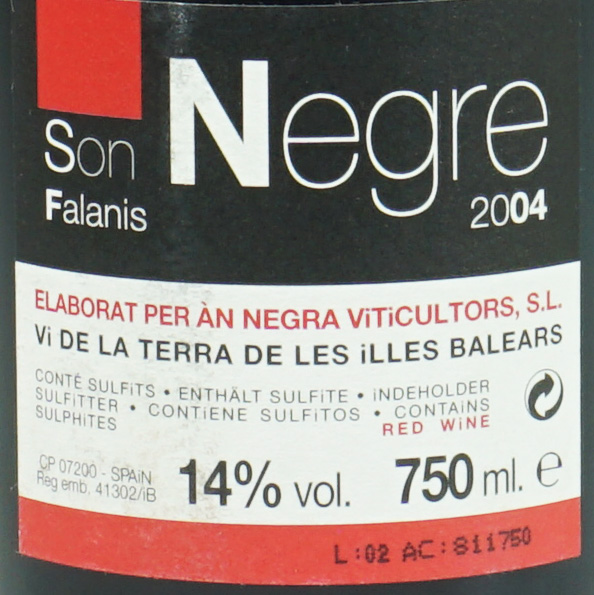 Son Negre
Falanis 2004
ELABORAT PER ÀN NEGRA ViTiCULTORS, S.L.
Vi DE LA TERRA DE LES iLLES BALEARS
CONTÉ SULFiTS • ENTHÄLT SULFiTE • iNDEHOLDER
SULFiTTER • CONTiENE SULFiTOS • CONTAiNS
SULPHiTES RED WiNE
CP 07200 - SPAiN
Reg emb. 41302/iB
14% vol. 750 ml. e
L:02 AC:811750